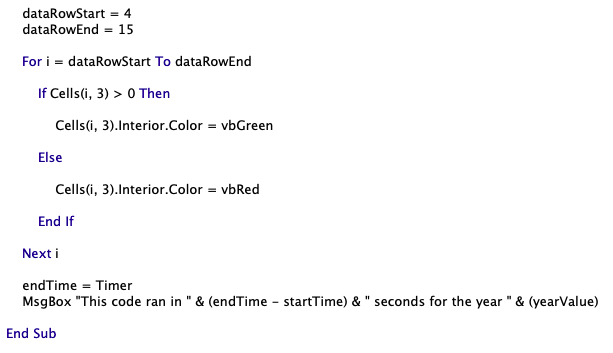 dataRowStart = 4
dataRowEnd = 15
For i = dataRowStart To dataRowEnd
If Cells(i, 3) > 0 Then
Cells(i, 3).Interior.Color = vbGreen
Else
Cells(i, 3).Interior.Color = vbRed
End If
Next i
endTime = Timer
MsgBox "This code ran in " & (endTime - startTime) & " seconds for the year " & (yearValue)
End Sub